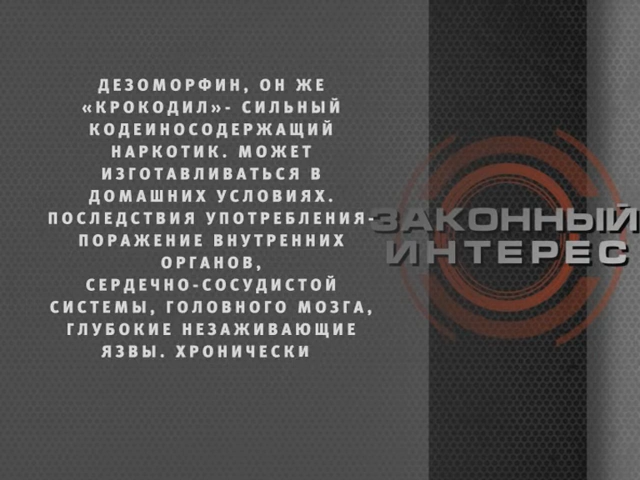 ДЕЗОМОРФИН, ОН ЖЕ
«КРОКОДИЛ»- СИЛЬНЫЙ
КОДЕИНОСОДЕРЖАЩИЙ
НАРКОТИК. МОЖЕТ
ИЗГОТАВЛИВАТЬСЯ В
ДОМАШНИХ УСЛОВИЯХ.
ПОСЛЕДСТВИЯ УПОТРЕБЛЕНИЯ-
ПОРАЖЕНИЕ ВНУТРЕННИХ
ОРГАНОВ,
СЕРДЕЧНО-СОСУДИСТОЙ
СИСТЕМЫ, ГОЛОВНОГО МОЗГА,
ГЛУБОКИЕ НЕЗАЖИВАЮЩИЕ
ЯЗВЫ. ХРОНИЧЕСКИ
ЗАКОННЫЙ
ИНТЕРЕС